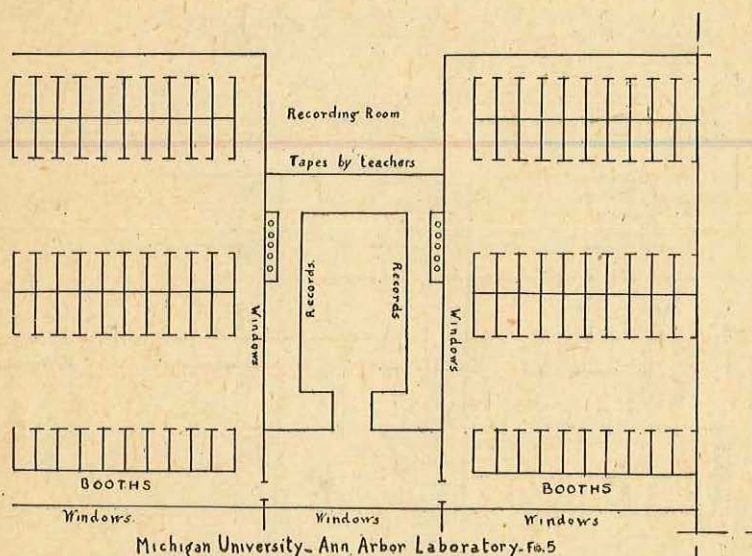 Recording Room
Tapes by teachers
Records.
Records
Windows
Windows
BOOTHS
BOOTHS
Windows.
Windows
Windows
Michigan University - Ann Arbor Laboratory - FIG. 5